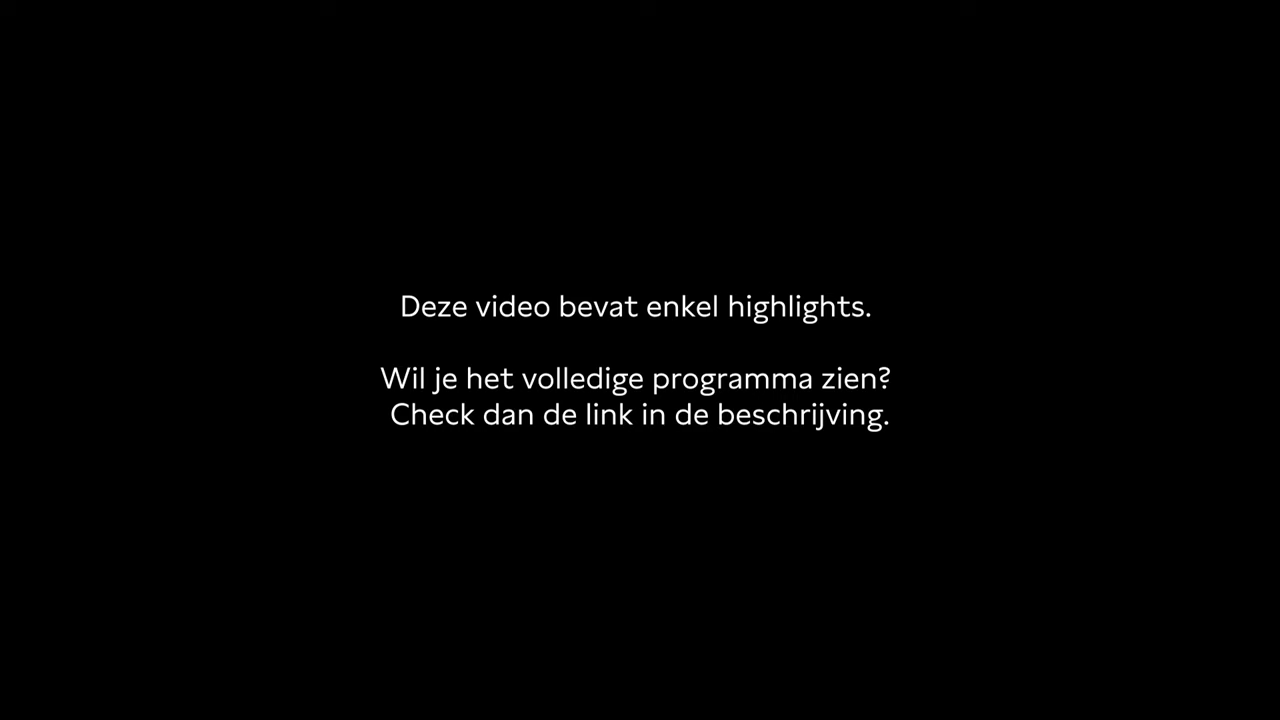 Deze video bevat enkel highlights.
Wil je het volledige programma zien?
Check dan de link in de beschrijving.